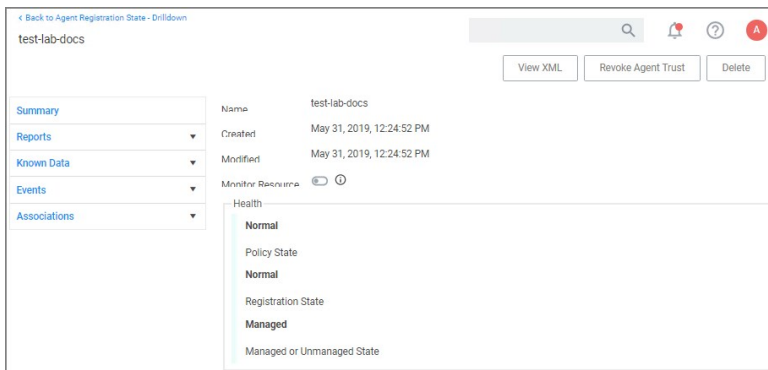 < Back to Agent Registration State - Drilldown
test-lab-docs
A
View XML
Revoke Agent Trust
Delete
Summary
Reports
Known Data
Events
Associations
Name
test-lab-docs
Created
May 31, 2019, 12:24:52 PM
Modified
May 31, 2019, 12:24:52 PM
Monitor Resource
Health
Normal
Policy State
Normal
Registration State
Managed
Managed or Unmanaged State